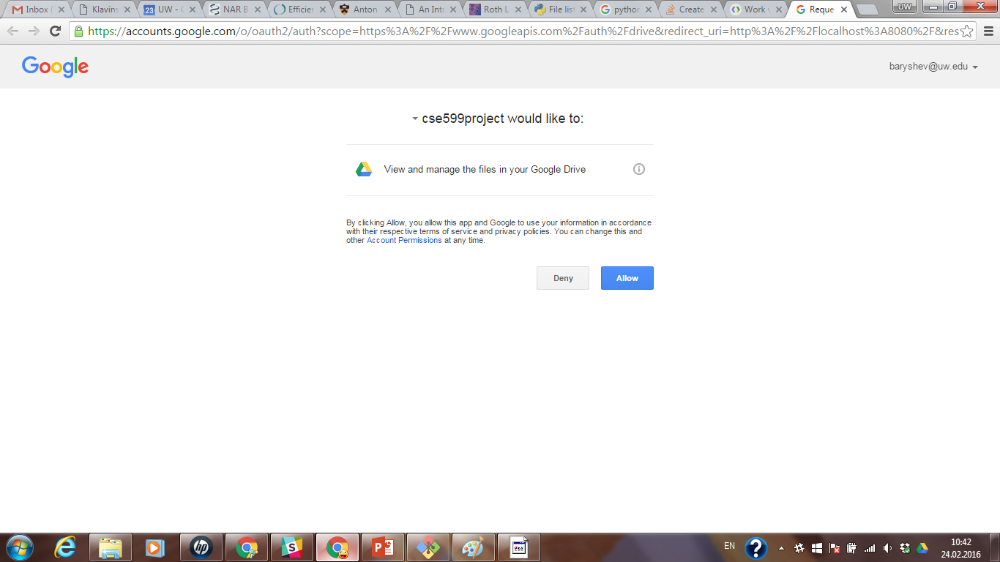 Inbox (
Klavins
23
UW - C
NAR B
Efficien
Anton
An Intr
Roth L
File list
python
Create
Work w
Reques
UW
https://accounts.google.com/o/oauth2/auth?scope=https%3A%2F%2Fwww.googleapis.com%2Fauth%2Fdrive&redirect_uri=http%3A%2F%2Flocalhost%3A8080%2F&res
Google
baryshev@uw.edu
cse599project would like to:
View and manage the files in your Google Drive
By clicking Allow, you allow this app and Google to use your information in accordance
with their respective terms of service and privacy policies. You can change this and
other Account Permissions at any time.
Deny
Allow
EN
10:42
24.02.2016